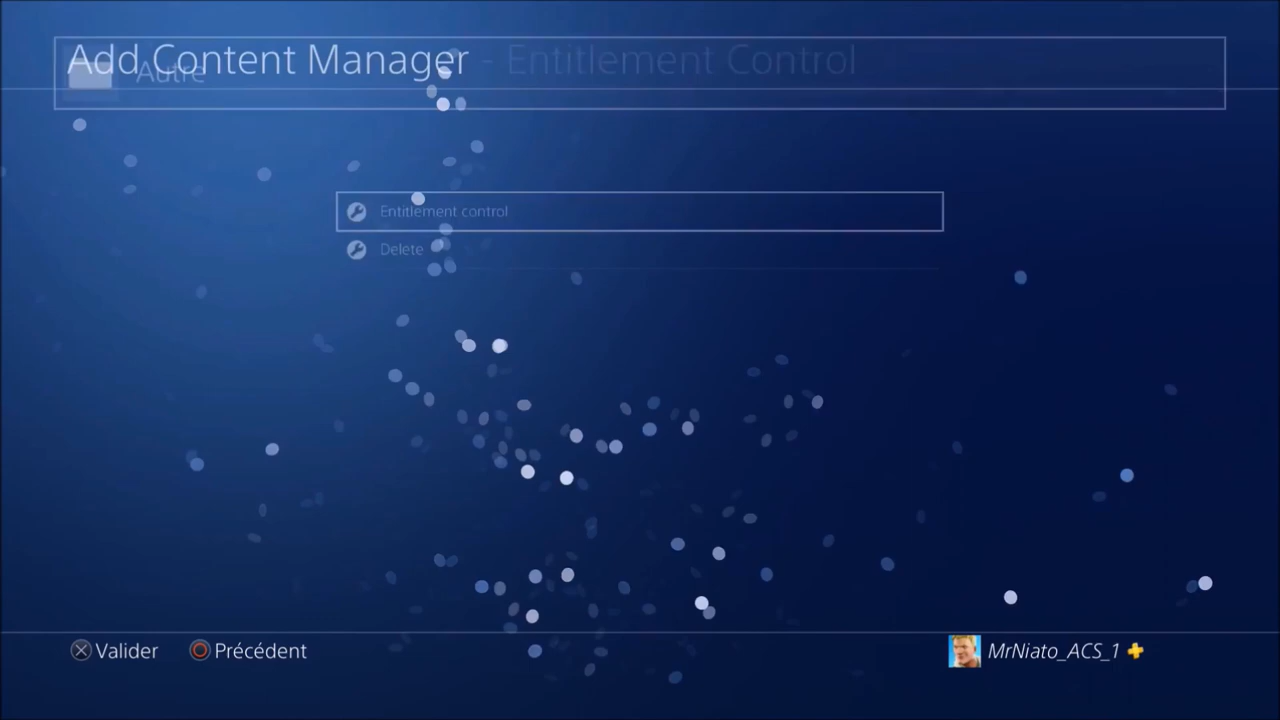 Add Content Manager - Entitlement Control
Autre
Entitlement control
Delete
Valider Précédent MrNiato_ACS_1